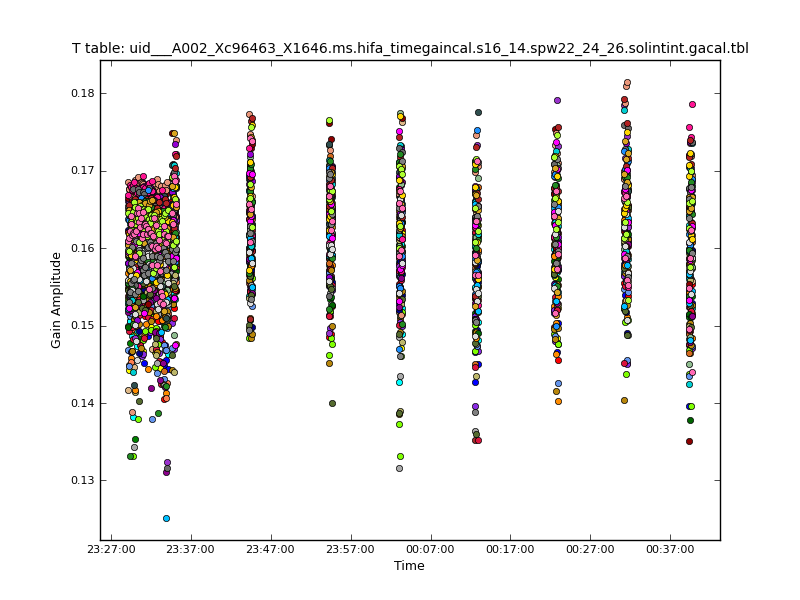 T table: uid___A002_Xc96463_X1646.ms.hifa_timegaincal.s16_14.spw22_24_26.solintint.gacal.tbl
0.18
0.17
0.16
0.15
0.14
0.13
Gain Amplitude
23:27:00 23:37:00 23:47:00 23:57:00 00:07:00 00:17:00 00:27:00 00:37:00
Time